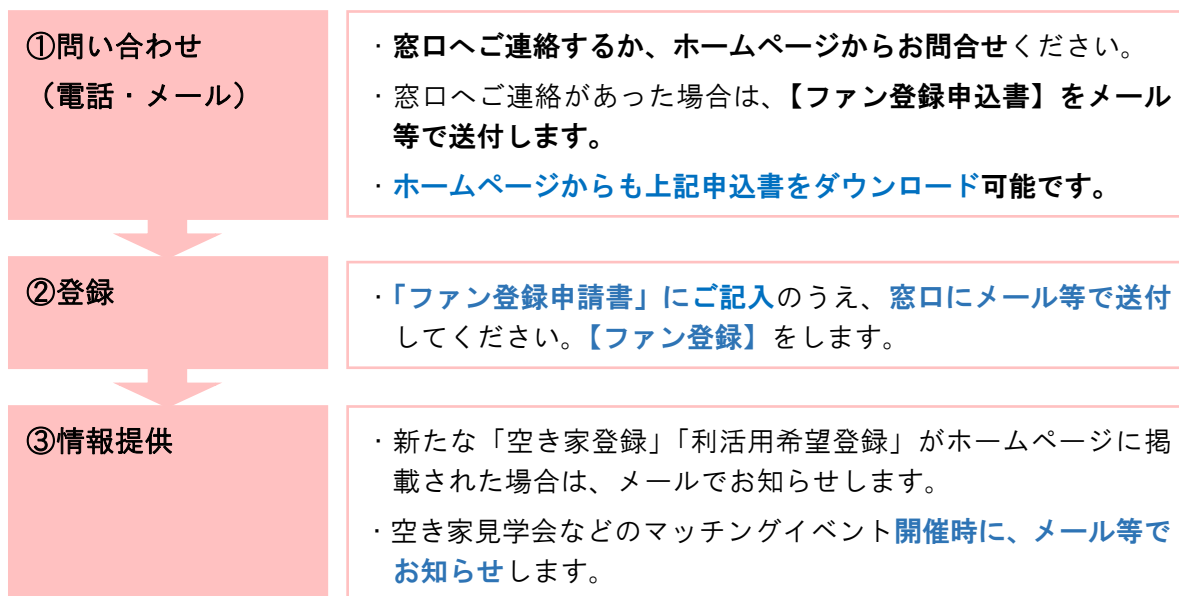 ①問い合わせ
（電話・メール）
・窓口へご連絡するか、ホームページからお問合せください。
・窓口へご連絡があった場合は、【ファン登録申込書】をメール
等で送付します。
・ホームページからも上記申込書をダウンロード可能です。
②登録
・「ファン登録申請書」にご記入のうえ、窓口にメール等で送付
してください。【ファン登録】をします。
③情報提供
・新たな「空き家登録」「利活用希望登録」がホームページに掲
載された場合は、メールでお知らせします。
・空き家見学会などのマッチングイベント開催時に、メール等で
お知らせします。